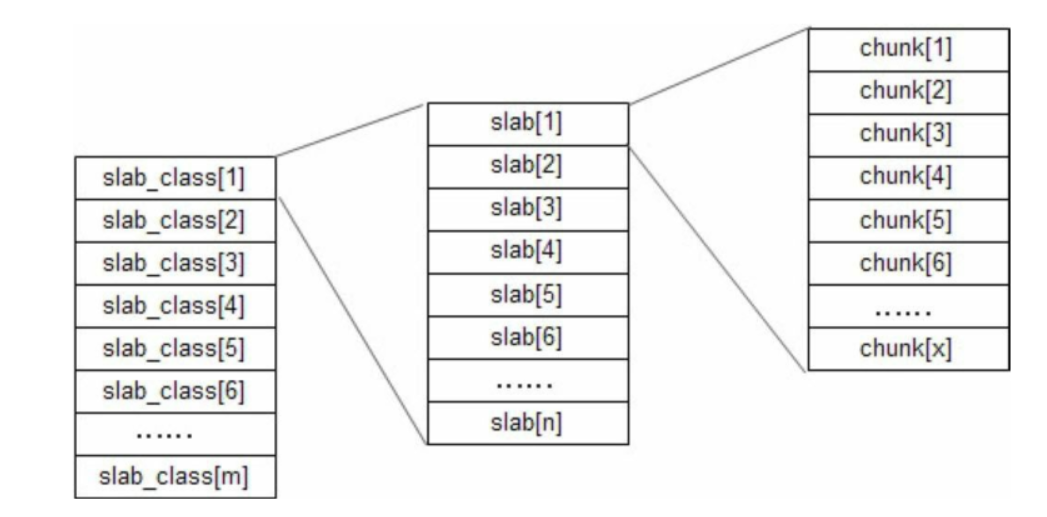 slab_class[1]
slab_class[2]
slab_class[3]
slab_class[4]
slab_class[5]
slab_class[6]
......
slab_class[m]
slab[1]
slab[2]
slab[3]
slab[4]
slab[5]
slab[6]
......
slab[n]
chunk[1]
chunk[2]
chunk[3]
chunk[4]
chunk[5]
chunk[6]
......
chunk[x]